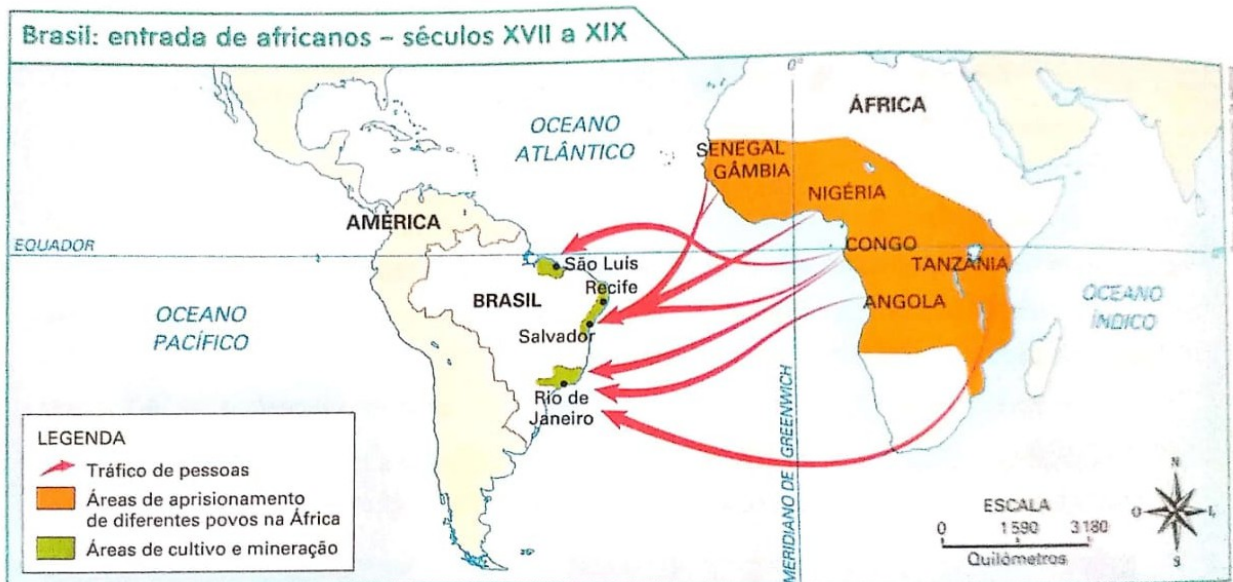 Brasil: entrada de africanos – séculos XVII a XIX
0°
ÁFRICA
OCEANO
ATLÂNTICO
SENEGAL
GÂMBIA
NIGÉRIA
AMÉRICA
EQUADOR
CONGO
São Luís
TANZÂNIA
Recife
BRASIL
ANGOLA
OCEANO
ÍNDICO
OCEANO
PACÍFICO
Salvador
Rio de
Janeiro
MERIDIANO DE GREENWICH
LEGENDA
Tráfico de pessoas
Áreas de aprisionamento
de diferentes povos na África
Áreas de cultivo e mineração
ESCALA
0 1 590 3 180
Quilômetros
N
O
L
S